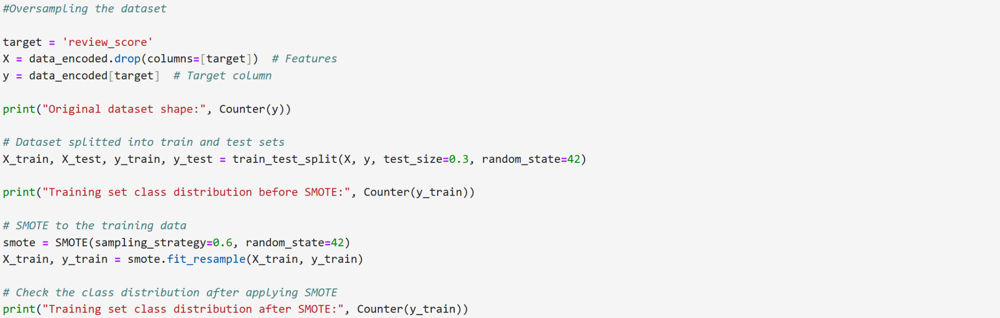 #Oversampling the dataset
target = 'review_score'
X = data_encoded.drop(columns=[target])  # Features
y = data_encoded[target]  # Target column
print("Original dataset shape:", Counter(y))
# Dataset splitted into train and test sets
X_train, X_test, y_train, y_test = train_test_split(X, y, test_size=0.3, random_state=42)
print("Training set class distribution before SMOTE:", Counter(y_train))
# SMOTE to the training data
smote = SMOTE(sampling_strategy=0.6, random_state=42)
X_train, y_train = smote.fit_resample(X_train, y_train)
# Check the class distribution after applying SMOTE
print("Training set class distribution after SMOTE:", Counter(y_train))